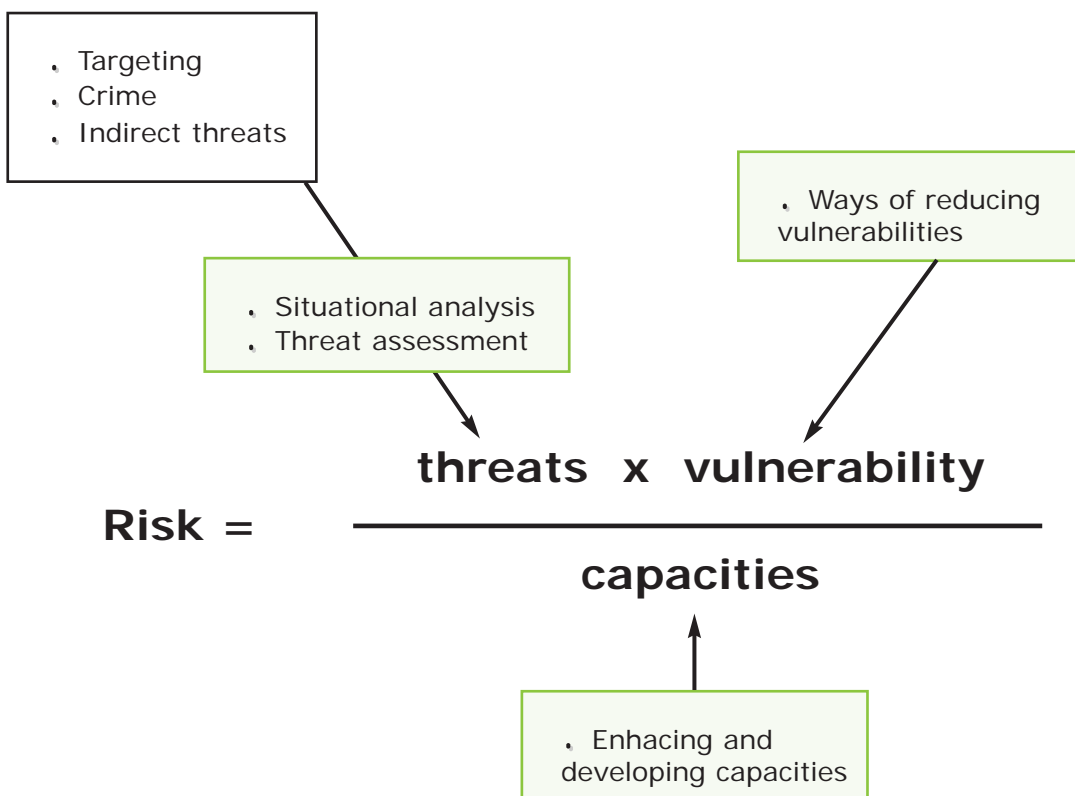 . Targeting
. Crime
. Indirect threats
. Ways of reducing
vulnerabilities
. Situational analysis
. Threat assessment
threats x vulnerability
Risk =
capacities
. Enhacing and
developing capacities